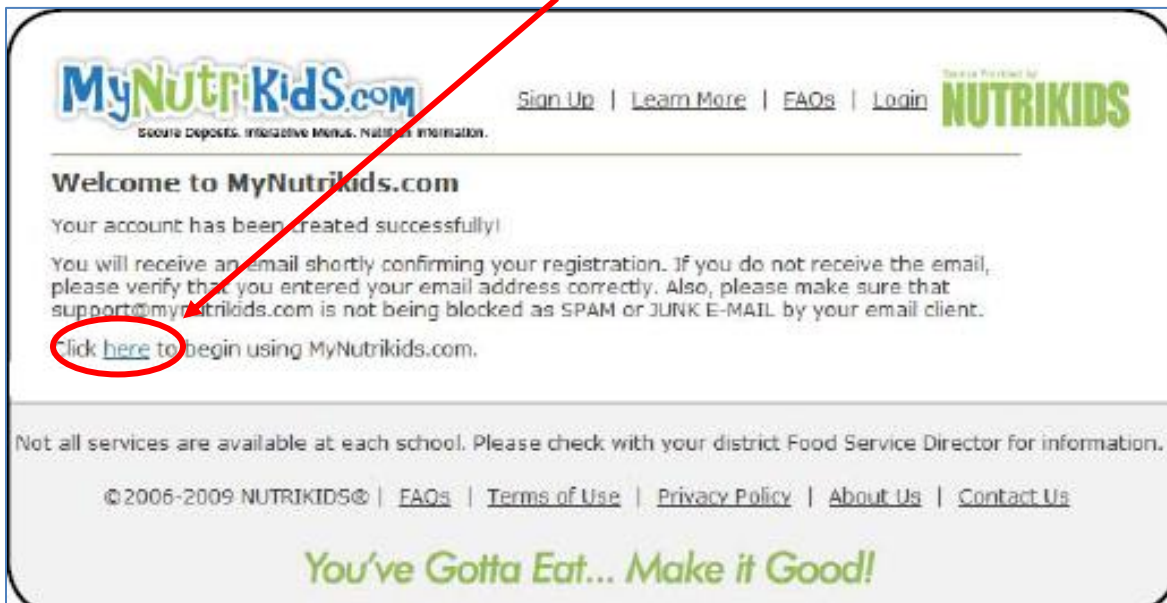 MyNutriKidS.com
Secure Deposits. Interactive Menus. Nutrition Information.
Sign Up | Learn More | FAQs | Login
Service Provided by
NUTRIKIDS
Welcome to MyNutrikids.com
Your account has been created successfully!
You will receive an email shortly confirming your registration. If you do not receive the email,
please verify that you entered your email address correctly. Also, please make sure that
support@mynutrikids.com is not being blocked as SPAM or JUNK E-MAIL by your email client.
Click here to begin using MyNutrikids.com.
Not all services are available at each school. Please check with your district Food Service Director for information.
©2006-2009 NUTRIKIDS® | FAQs | Terms of Use | Privacy Policy | About Us | Contact Us
You've Gotta Eat... Make it Good!